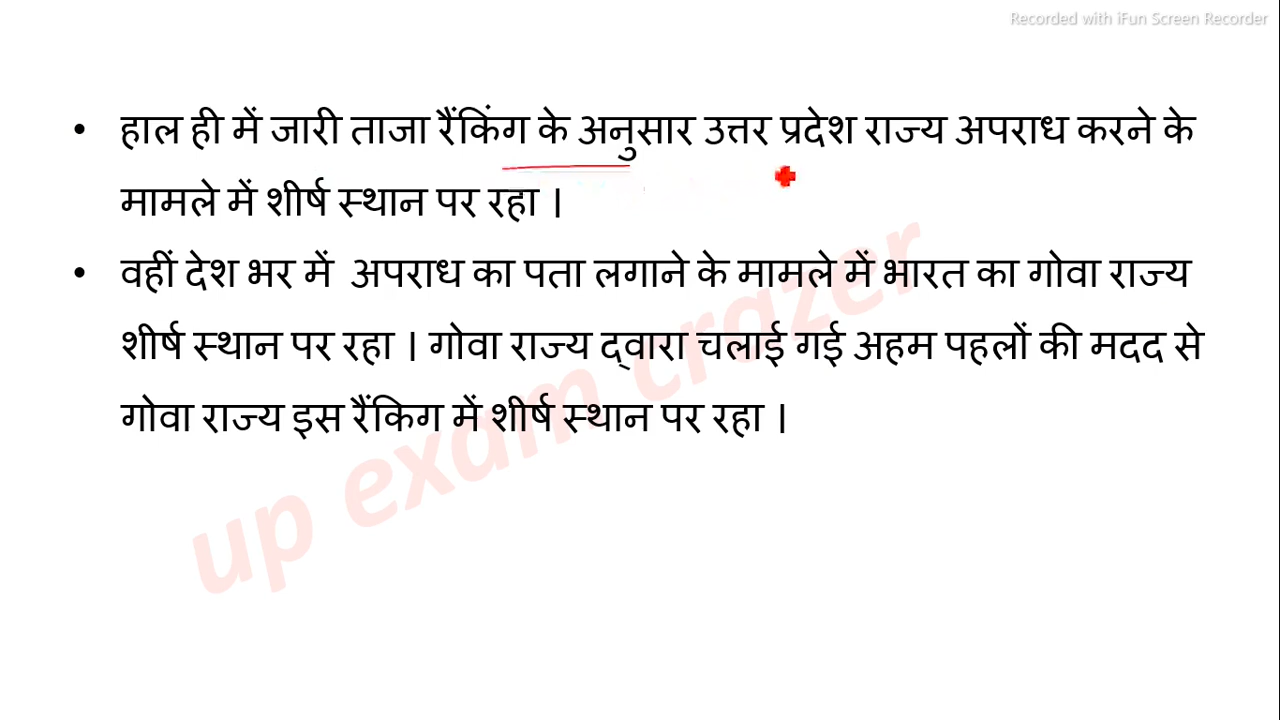 Recorded with iFun Screen Recorder
• हाल ही में जारी ताजा रैंकिंग के अनुसार उत्तर प्रदेश राज्य अपराध करने के
मामले में शीर्ष स्थान पर रहा ।
• वहीं देश भर में अपराध का पता लगाने के मामले में भारत का गोवा राज्य
शीर्ष स्थान पर रहा । गोवा राज्य द्वारा चलाई गई अहम पहलों की मदद से
गोवा राज्य इस रैंकिग में शीर्ष स्थान पर रहा ।
up exam crazer